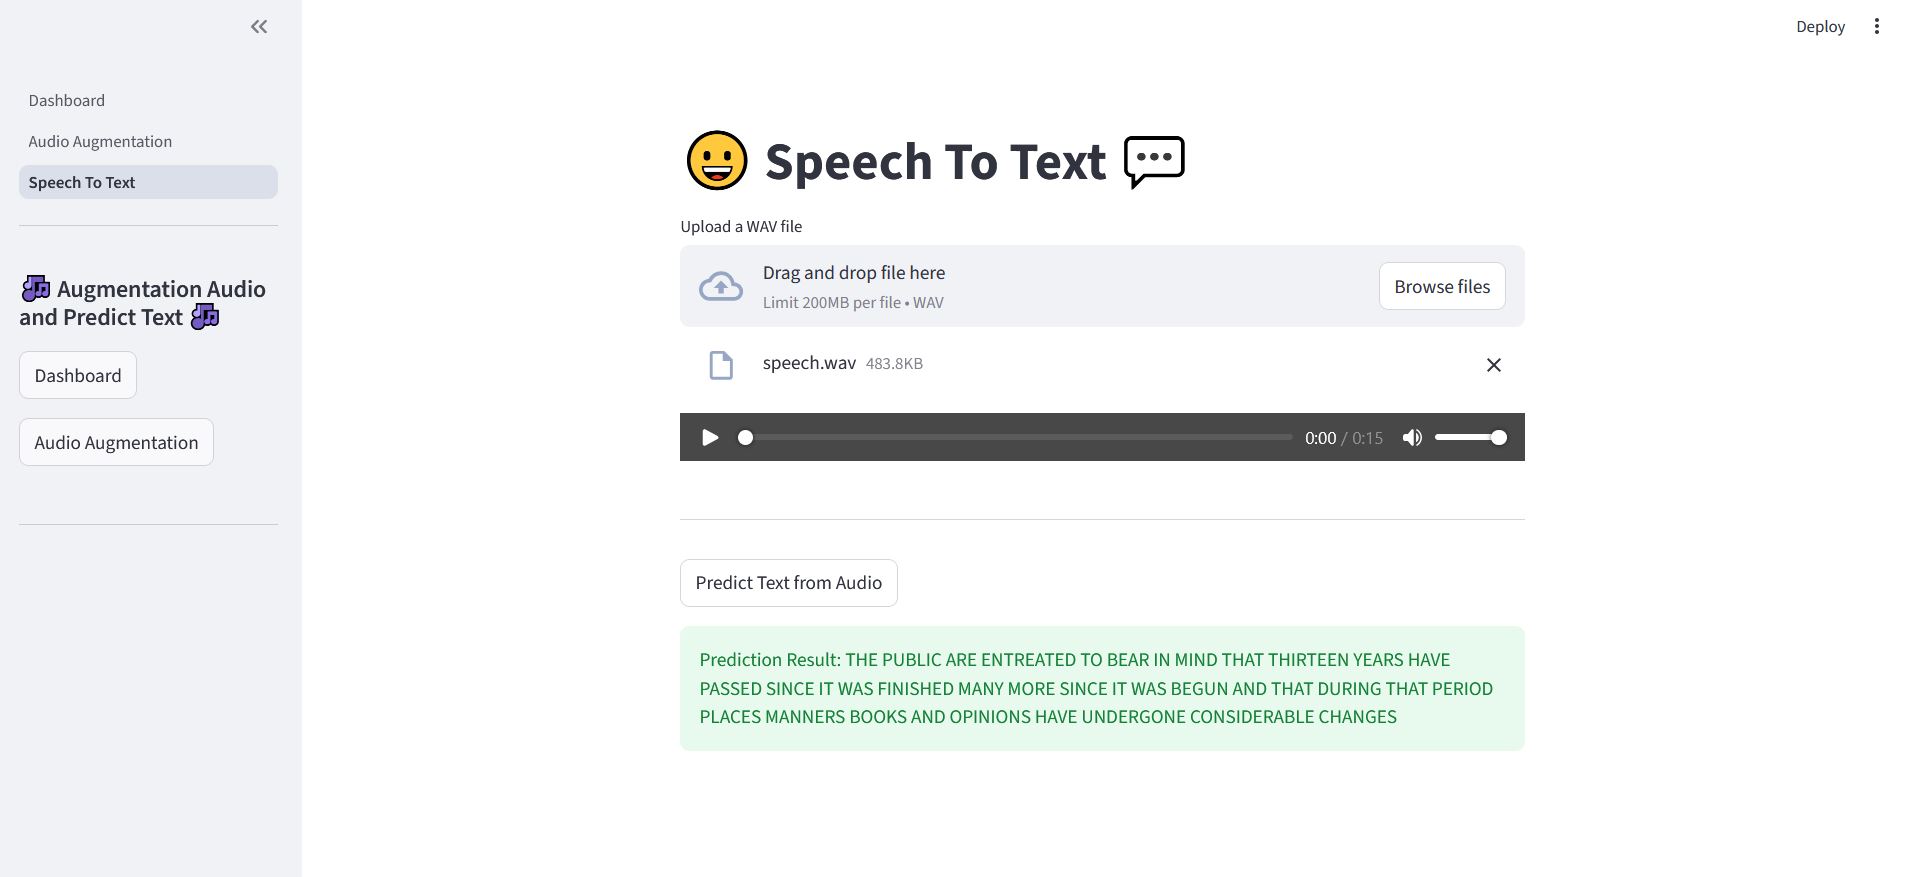 Deploy
Dashboard
Audio Augmentation
Speech To Text
Augmentation Audio
and Predict Text
Dashboard
Audio Augmentation
Speech To Text
Upload a WAV file
Drag and drop file here
Limit 200MB per file • WAV
Browse files
speech.wav 483.8KB
0:00 / 0:15
Predict Text from Audio
Prediction Result: THE PUBLIC ARE ENTREATED TO BEAR IN MIND THAT THIRTEEN YEARS HAVE
PASSED SINCE IT WAS FINISHED MANY MORE SINCE IT WAS BEGUN AND THAT DURING THAT PERIOD
PLACES MANNERS BOOKS AND OPINIONS HAVE UNDERGONE CONSIDERABLE CHANGES